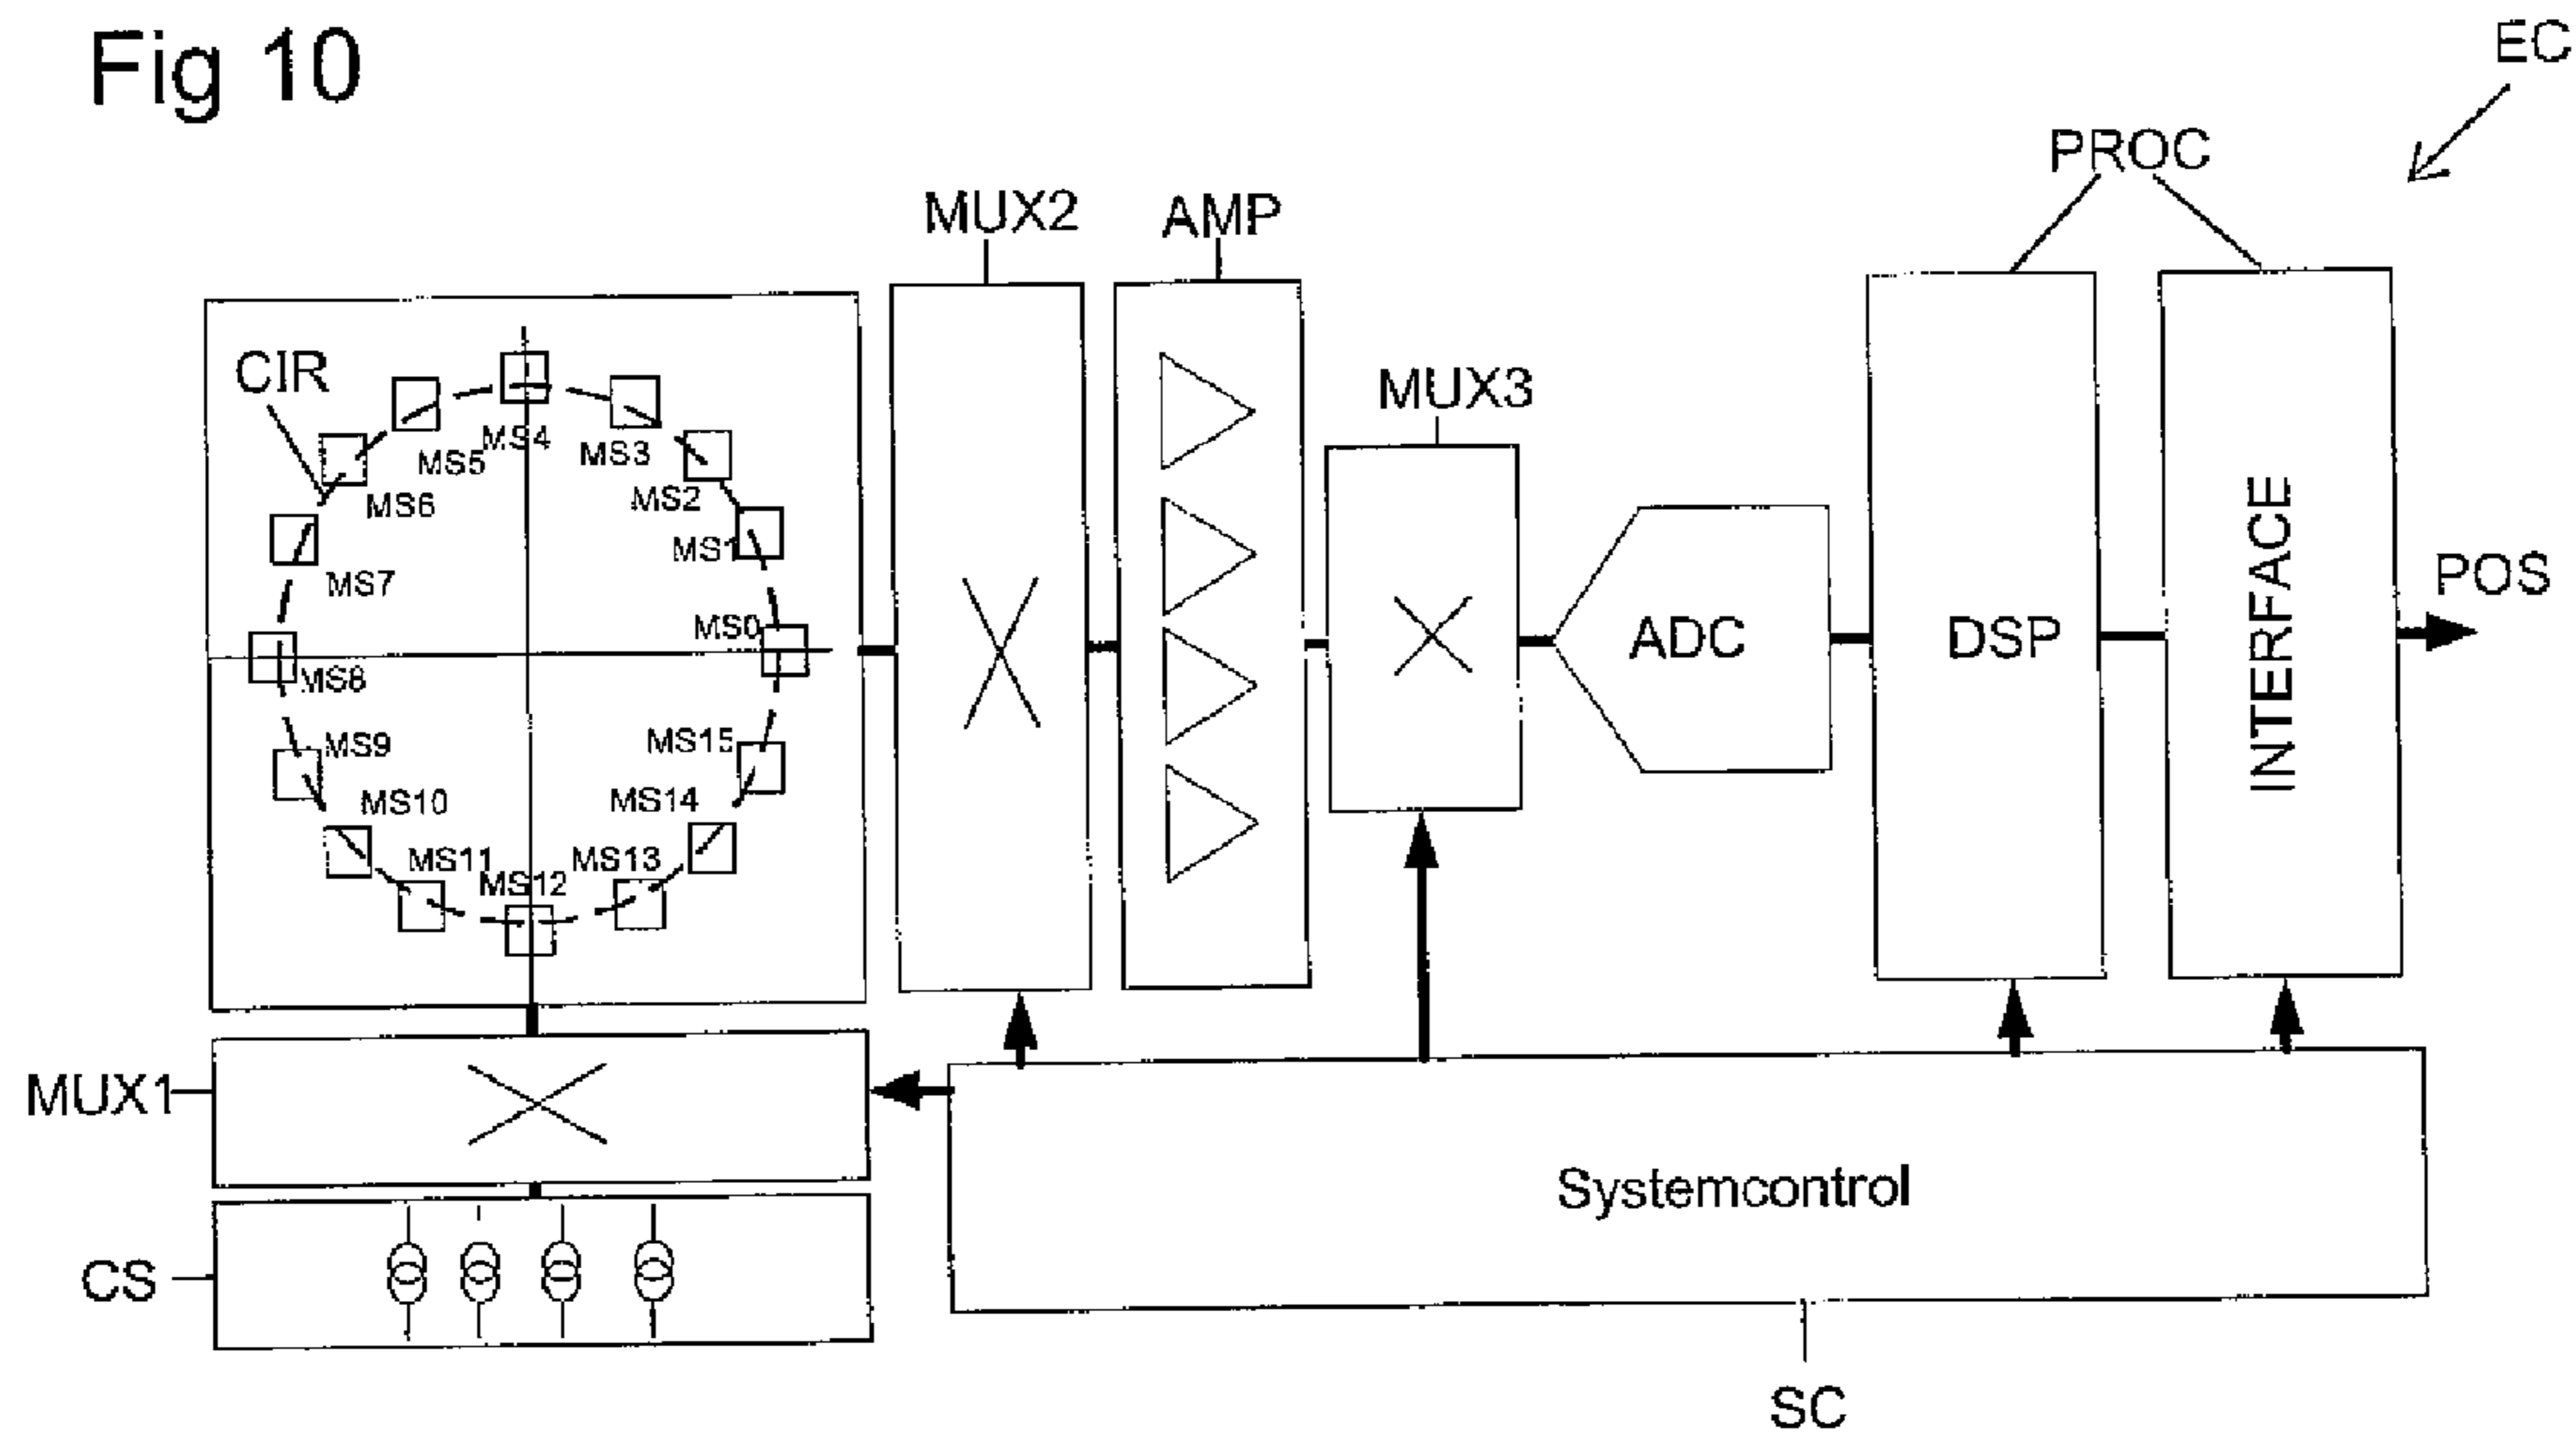 Fig 10
EC
PROC
MUX2
AMP
MUX3
CIR
MS4
MS5
MS3
MS6
MS2
MS1
MS7
MS0
MS8
MS9
MS15
MS10
MS14
MS11
MS13
MS12
ADC
DSP
INTERFACE
POS
MUX1
Systemcontrol
CS
SC